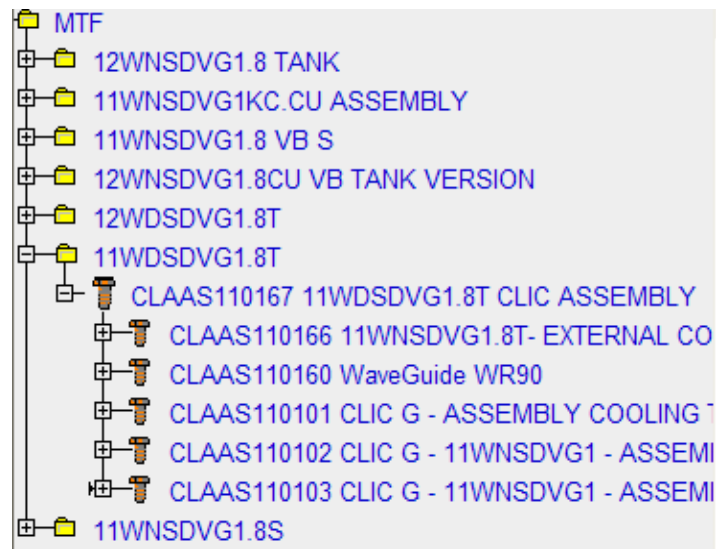 MTF
12WNSDVG1.8 TANK
11WNSDVG1KC.CU ASSEMBLY
11WNSDVG1.8 VB S
12WNSDVG1.8CU VB TANK VERSION
12WDSDVG1.8T
11WDSDVG1.8T
CLAAS110167 11WDSDVG1.8T CLIC ASSEMBLY
CLAAS110166 11WNSDVG1.8T- EXTERNAL CO
CLAAS110160 WaveGuide WR90
CLAAS110101 CLIC G - ASSEMBLY COOLING
CLAAS110102 CLIC G - 11WNSDVG1 - ASSEM
CLAAS110103 CLIC G - 11WNSDVG1 - ASSEM
11WNSDVG1.8S